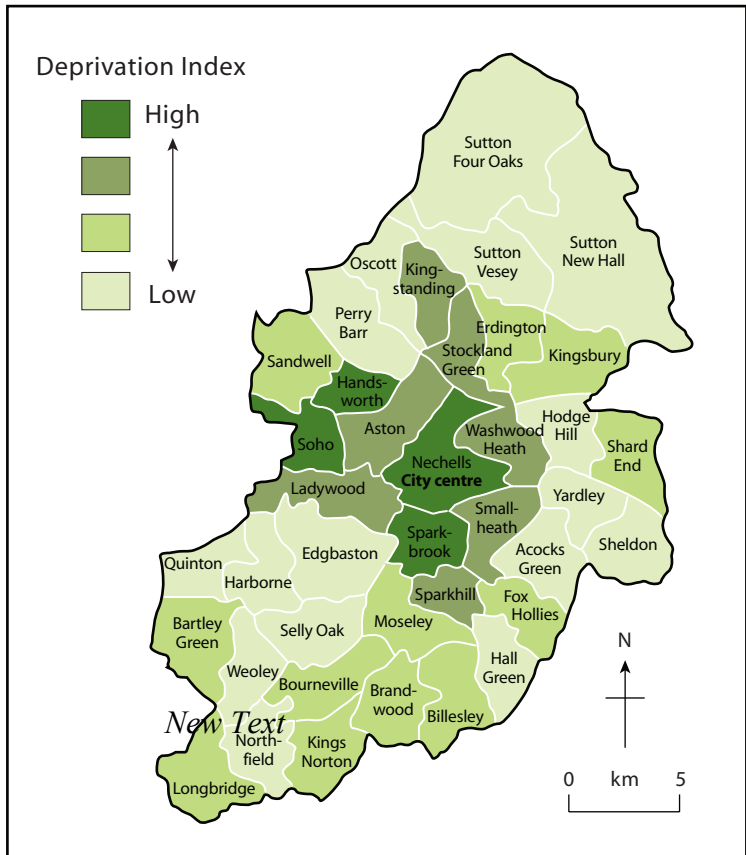 Deprivation Index
High
Low
Sutton
Four Oaks
Sutton
New Hall
Sutton
Vesey
Oscott
King-
standing
Perry
Barr
Erdington
Stockland
Green
Kingsbury
Sandwell
Hands-
worth
Aston
Soho
Washwood
Heath
Hodge
Hill
Shard
End
Nechells
City centre
Ladywood
Yardley
Small-
heath
Spark-
brook
Sheldon
Acocks
Green
Edgbaston
Quinton
Harborne
Sparkhill
Fox
Hollies
Bartley
Green
Moseley
Selly Oak
Hall
Green
Weoley
Bourneville
Brand-
wood
Billesley
New Text
North-
field
Kings
Norton
Longbridge
N
0 km 5